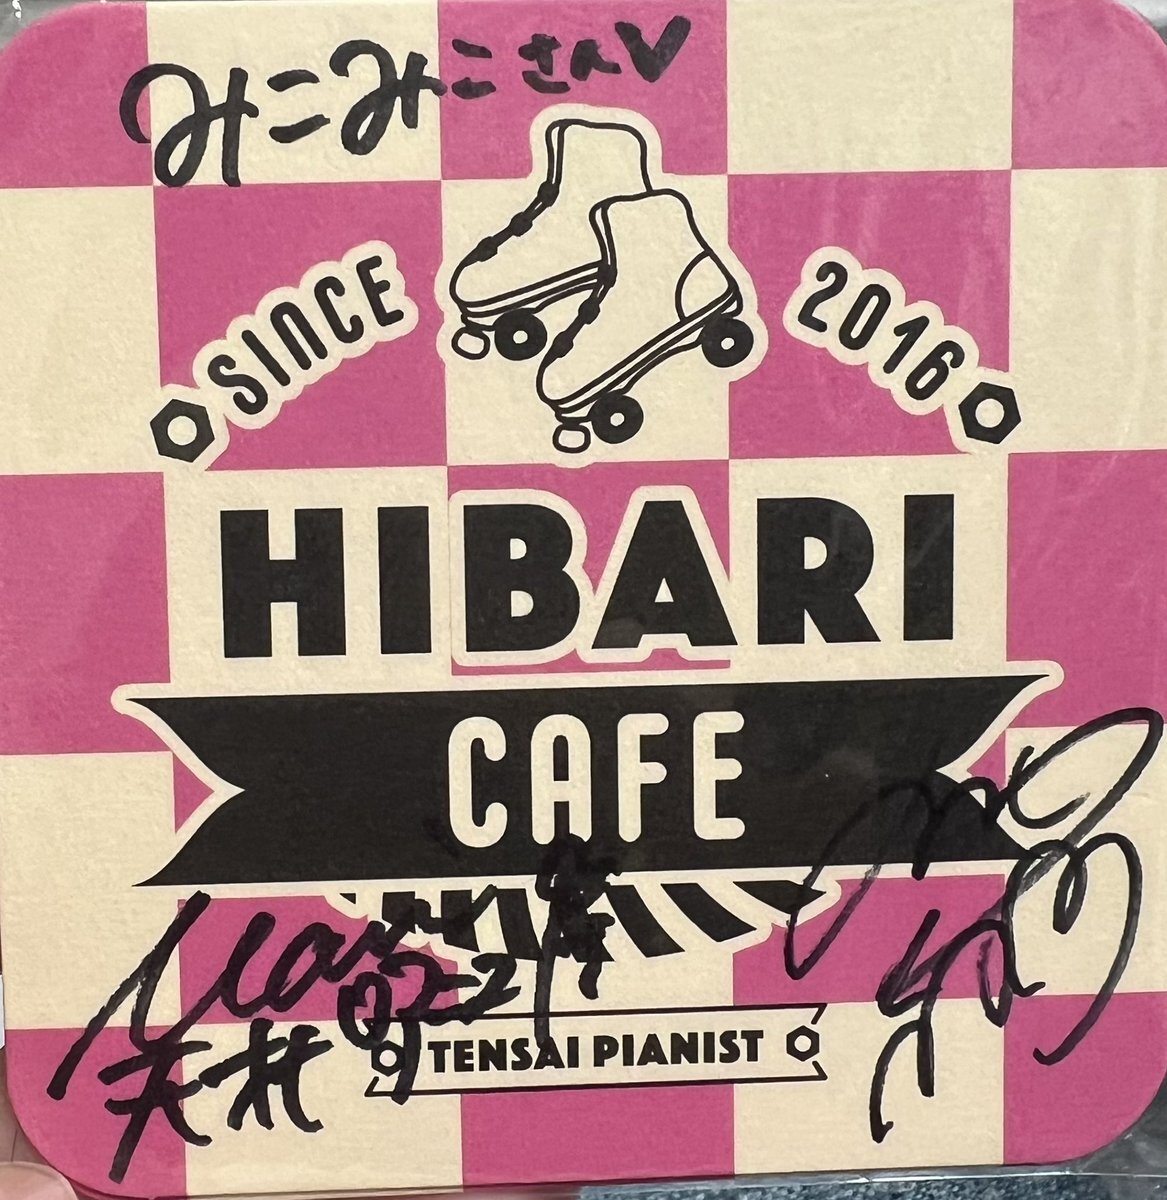 みこみこさん♡
SINCE 2016
HIBARI
CAFE
TENSAI PIANIST